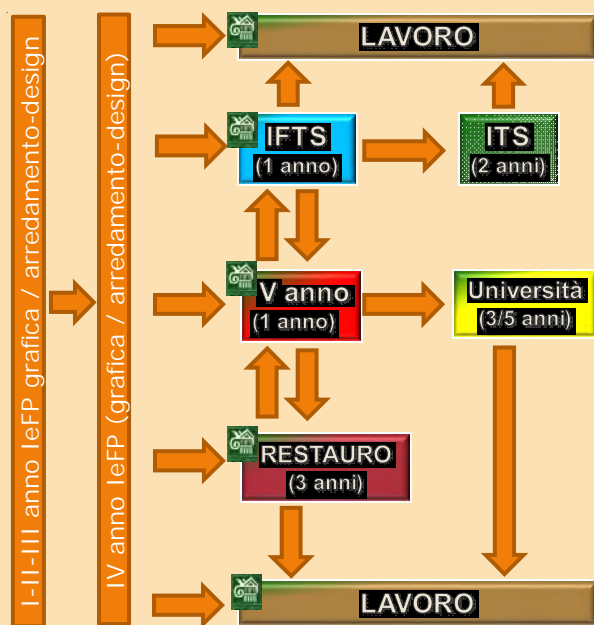 I-II-III anno IeFP grafica / arredamento-design
IV anno IeFP (grafica / arredamento-design)
LAVORO
IFTS
(1 anno)
ITS
(2 anni)
V anno
(1 anno)
Università
(3/5 anni)
RESTAURO
(3 anni)
LAVORO